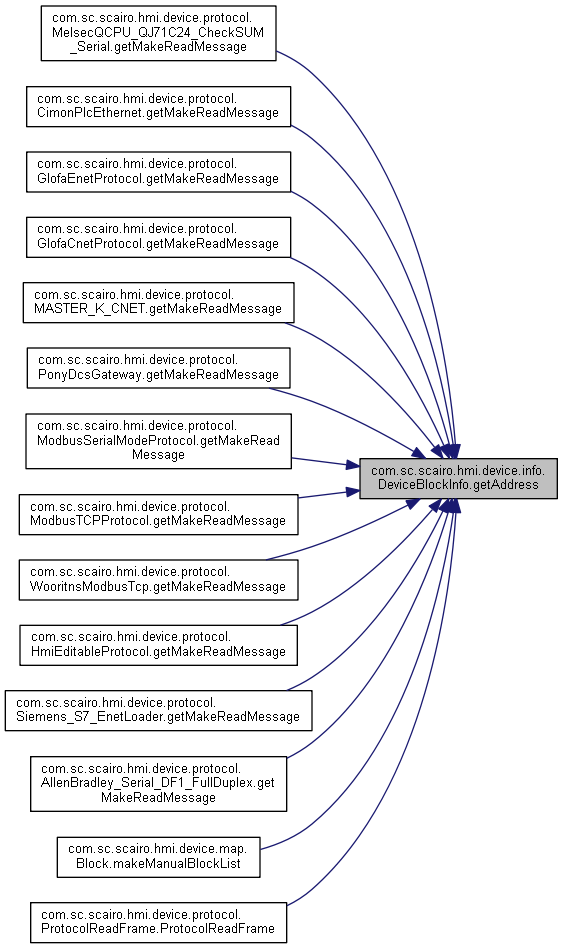 com.sc.scairo.hmi.device.protocol.
MelsecQCPU_QJ71C24_CheckSUM
_Serial.getMakeReadMessage
com.sc.scairo.hmi.device.protocol.
CimonPlcEthernet.getMakeReadMessage
com.sc.scairo.hmi.device.protocol.
GlofaEnetProtocol.getMakeReadMessage
com.sc.scairo.hmi.device.protocol.
GlofaCnetProtocol.getMakeReadMessage
com.sc.scairo.hmi.device.protocol.
MASTER_K_CNET.getMakeReadMessage
com.sc.scairo.hmi.device.protocol.
PonyDcsGateway.getMakeReadMessage
com.sc.scairo.hmi.device.protocol.
ModbusSerialModeProtocol.getMakeRead
Message
com.sc.scairo.hmi.device.info.
DeviceBlockInfo.getAddress
com.sc.scairo.hmi.device.protocol.
ModbusTCPProtocol.getMakeReadMessage
com.sc.scairo.hmi.device.protocol.
WooritnsModbusTcp.getMakeReadMessage
com.sc.scairo.hmi.device.protocol.
HmiEditableProtocol.getMakeReadMessage
com.sc.scairo.hmi.device.protocol.
Siemens_S7_EnetLoader.getMakeReadMessage
com.sc.scairo.hmi.device.protocol.
AllenBradley_Serial_DF1_FullDuplex.get
MakeReadMessage
com.sc.scairo.hmi.device.map.
Block.makeManualBlockList
com.sc.scairo.hmi.device.protocol.
ProtocolReadFrame.ProtocolReadFrame